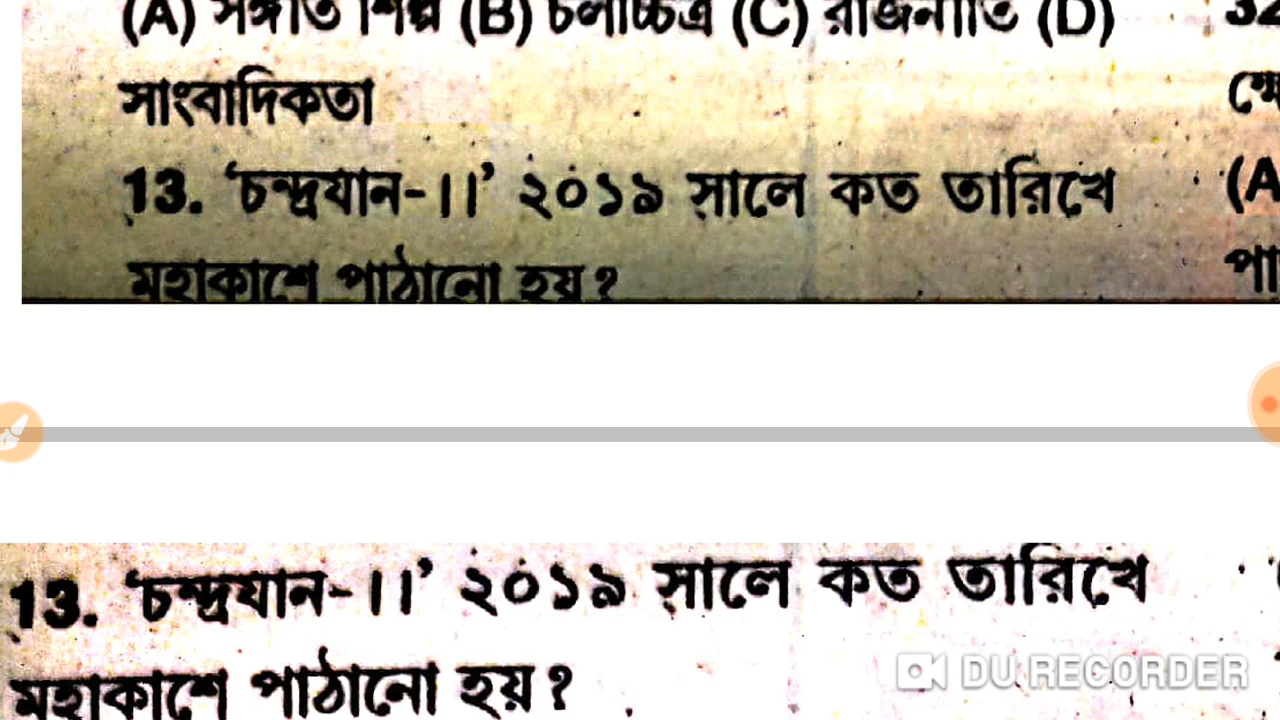 (A) সঙ্গীত শিল্প (B) চলচ্চিত্র (C) রাজনীতি (D)
সাংবাদিকতা
13. ‘চন্দ্রযান-।।’ ২০১৯ সালে কত তারিখে
মহাকাশে পাঠানো হয়?
32
(A
পা
13. ‘চন্দ্রযান-।।’ ২০১৯ সালে কত তারিখে
মহাকাশে পাঠানো হয়?
DU RECORDER